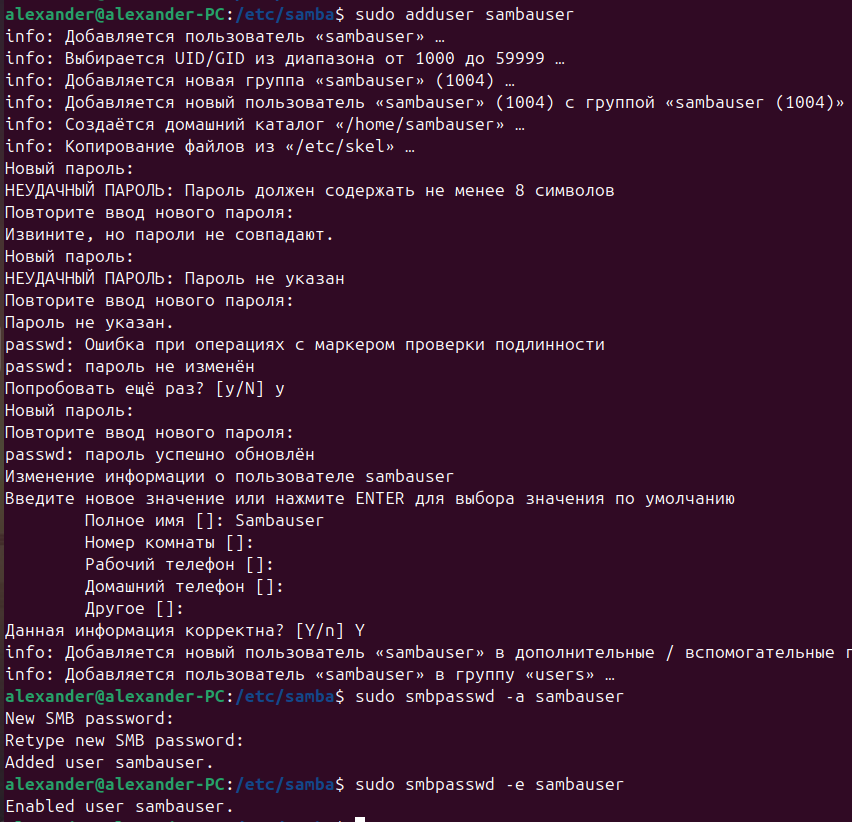 alexander@alexander-PC:/etc/samba$ sudo adduser sambauser
info: Добавляется пользователь «sambauser» …
info: Выбирается UID/GID из диапазона от 1000 до 59999 …
info: Добавляется новая группа «sambauser» (1004) …
info: Добавляется новый пользователь «sambauser» (1004) с группой «sambauser (1004)»
info: Создаётся домашний каталог «/home/sambauser» …
info: Копирование файлов из «/etc/skel» …
Новый пароль:
НЕУДАЧНЫЙ ПАРОЛЬ: Пароль должен содержать не менее 8 символов
Повторите ввод нового пароля:
Извините, но пароли не совпадают.
Новый пароль:
НЕУДАЧНЫЙ ПАРОЛЬ: Пароль не указан
Повторите ввод нового пароля:
Пароль не указан.
passwd: Ошибка при операциях с маркером проверки подлинности
passwd: пароль не изменён
Попробовать ещё раз? [y/N] y
Новый пароль:
Повторите ввод нового пароля:
passwd: пароль успешно обновлён
Изменение информации о пользователе sambauser
Введите новое значение или нажмите ENTER для выбора значения по умолчанию
Полное имя []: Sambauser
Номер комнаты []:
Рабочий телефон []:
Домашний телефон []:
Другое []:
Данная информация корректна? [Y/n] Y
info: Добавляется новый пользователь «sambauser» в дополнительные / вспомогательные
info: Добавляется пользователь «sambauser» в группу «users» …
alexander@alexander-PC:/etc/samba$ sudo smbpasswd -a sambauser
New SMB password:
Retype new SMB password:
Added user sambauser.
alexander@alexander-PC:/etc/samba$ sudo smbpasswd -e sambauser
Enabled user sambauser.